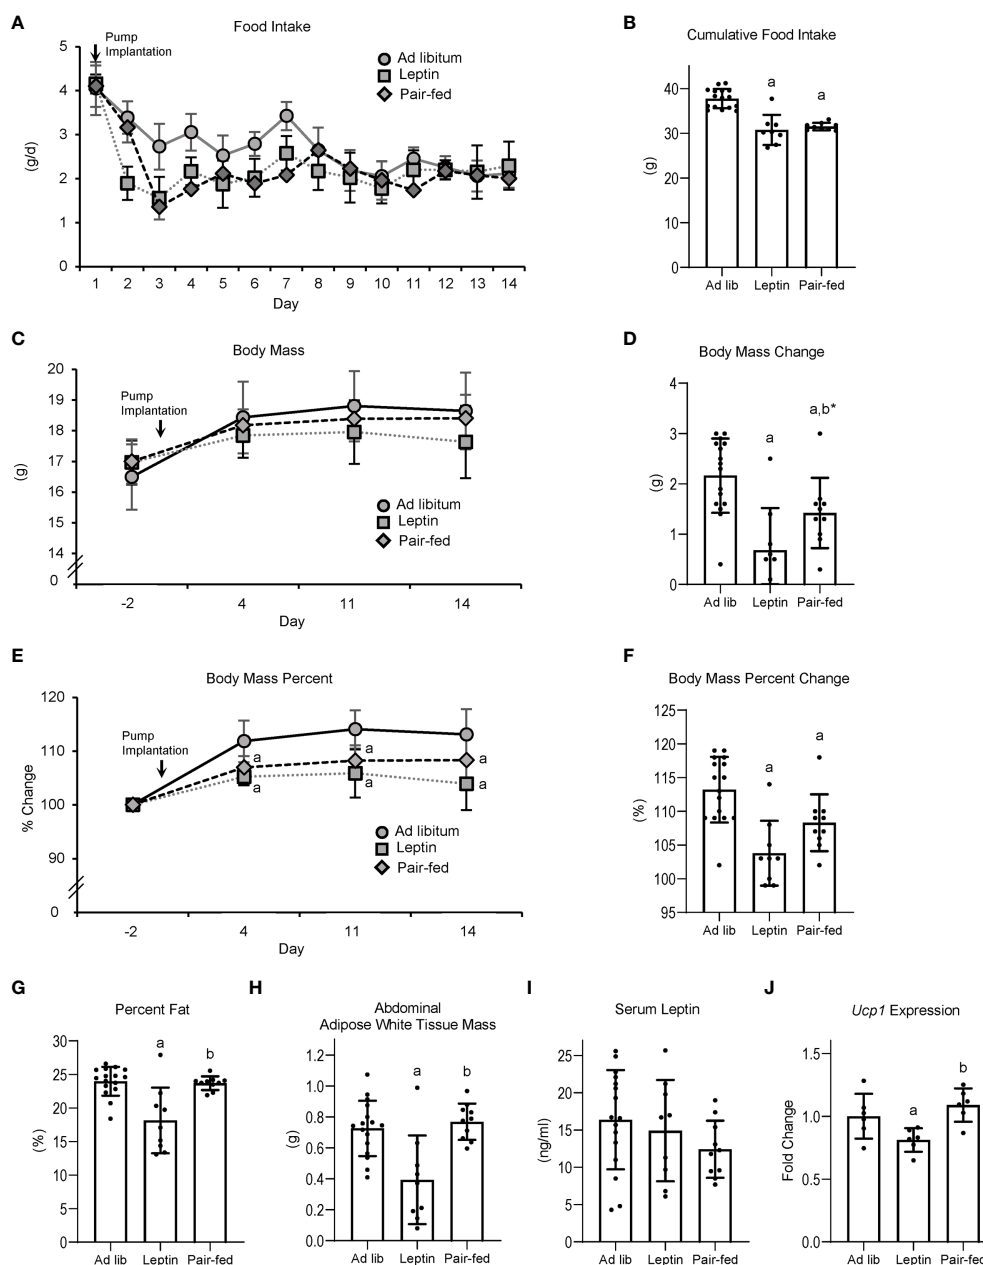 A
Food Intake
Pump
Implantation
Ad libitum
Leptin
Pair-fed
5
4
3
2
1
0
(g/d)
1 2 3 4 5 6 7 8 9 10 11 12 13 14
Day
B
Cumulative Food Intake
a a
40
30
20
10
0
(g)
Ad lib Leptin Pair-fed
C
Body Mass
Pump
Implantation
20
19
18
17
16
15
14
0
(g)
Ad libitum
Leptin
Pair-fed
-2 4 11 14
Day
D
Body Mass Change
a a,b*
4
3
2
1
0
(g)
Ad lib Leptin Pair-fed
E
Body Mass Percent
Pump
Implantation
120
110
100
90
0
% Change
a a a
a a a
Ad libitum
Leptin
Pair-fed
-2 4 11 14
Day
F
Body Mass Percent Change
a a
125
120
115
110
105
100
95
(%)
Ad lib Leptin Pair-fed
G
Percent Fat
a b
30
25
20
15
10
5
0
(%)
Ad lib Leptin Pair-fed
H
Abdominal
Adipose White Tissue Mass
a b
1.2
1.0
0.8
0.6
0.4
0.2
0.0
(g)
Ad lib Leptin Pair-fed
I
Serum Leptin
25
20
15
10
5
0
(ng/ml)
Ad lib Leptin Pair-fed
J
Ucp1 Expression
a b
1.5
1.0
0.5
0.0
Fold Change
Ad lib Leptin Pair-fed